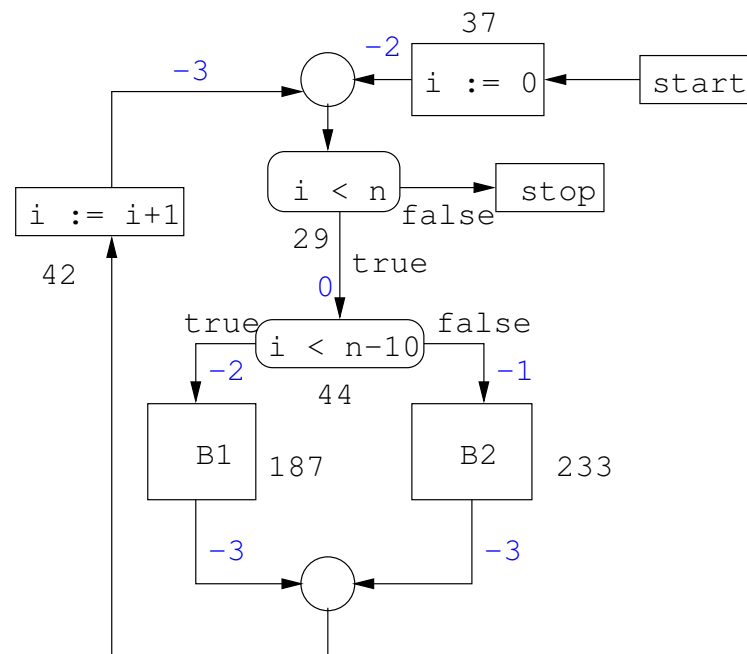 37
-2
-3
i := 0
start
i < n
stop
false
i := i+1
29
42
true
0
true
false
i < n-10
-2
-1
44
B1
187
B2
233
-3
-3